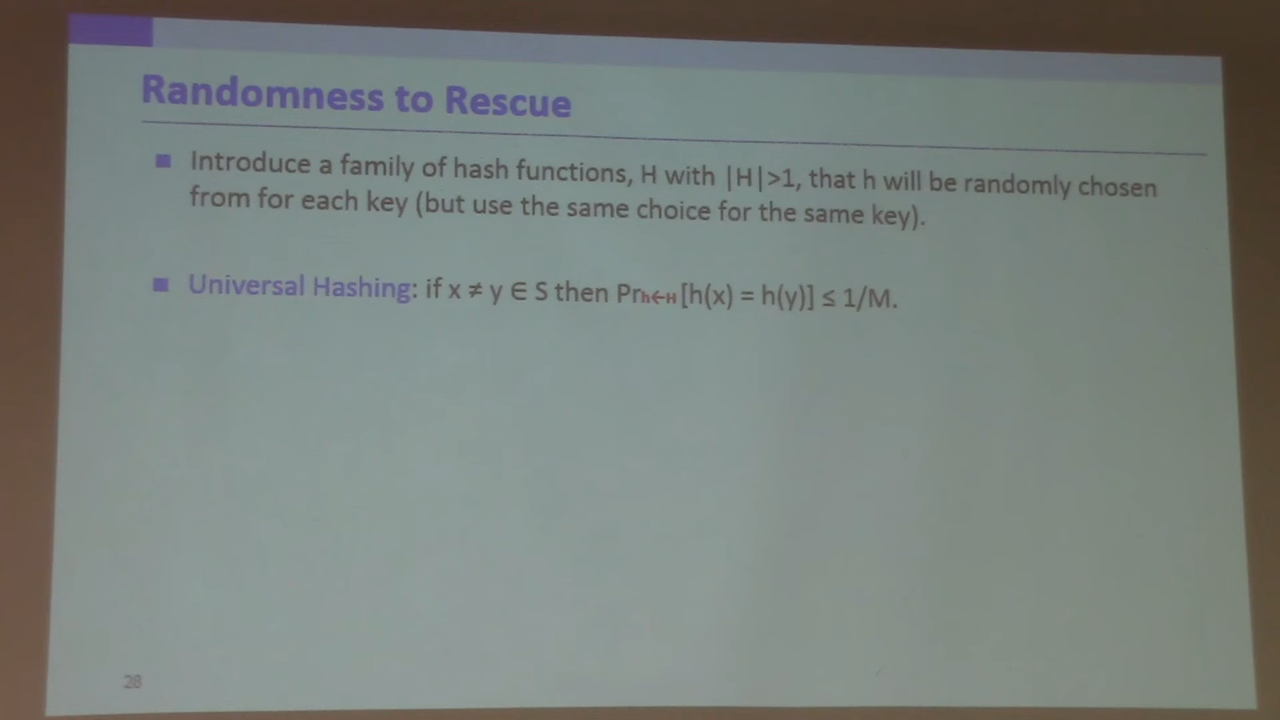 Randomness to Rescue
■ Introduce a family of hash functions, H with |H|>1, that h will be randomly chosen
from for each key (but use the same choice for the same key).
■ Universal Hashing: if x ≠ y ∈ S then Prh←H [h(x) = h(y)] ≤ 1/M.
28